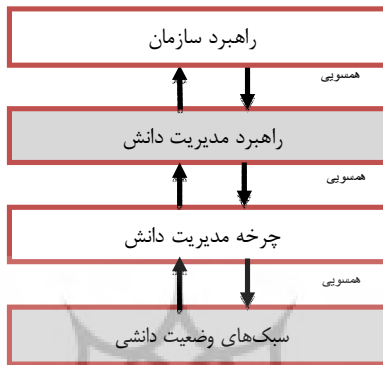 راهبرد سازمان
همسویی
راهبرد مدیریت دانش
همسویی
چرخه مدیریت دانش
همسویی
سبک‌های وضعیت دانشی